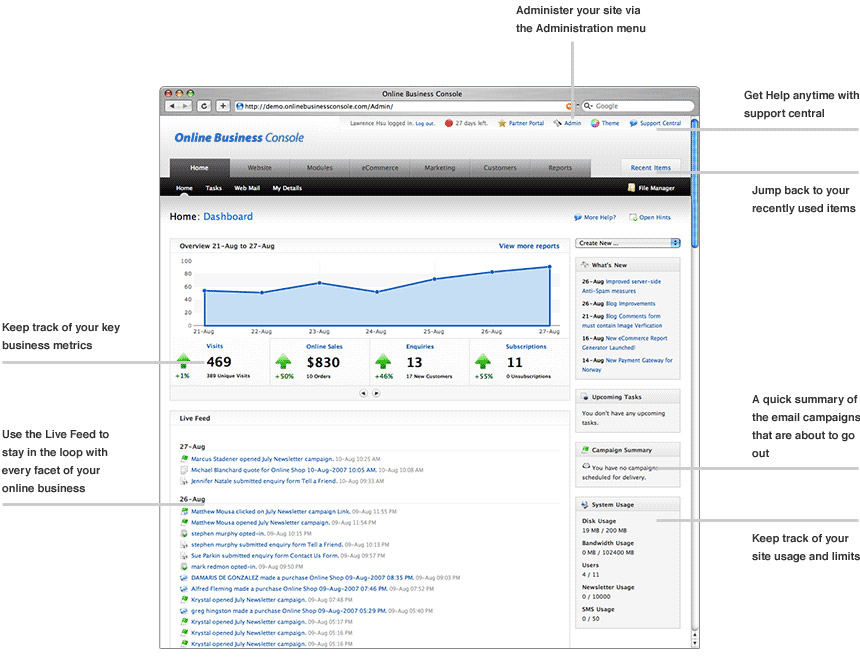 Administer your site via
the Administration menu
Get Help anytime with
support central
Jump back to your
recently used items
Keep track of your key
business metrics
Use the Live Feed to
stay in the loop with
every facet of your
online business
A quick summary of
the email campaigns
that are about to go
out
Keep track of your
site usage and limits
Online Business Console
http://demo.onlinebusinessconsole.com/Admin/
Google
Lawrence Hsu logged in. Log out. 27 days left. Partner Portal Admin Theme Support Central
Online Business Console
Home Website Modules eCommerce Marketing Customers Reports Recent Items
Home Tasks Web Mail My Details File Manager
Home: Dashboard
More Help? Open Hints
Overview 21-Aug to 27-Aug View more reports
100
80
60
40
20
0
21-Aug 22-Aug 23-Aug 24-Aug 25-Aug 26-Aug 27-Aug
Visits
469
+1% 389 Unique Visits
Online Sales
$830
+50% 10 Orders
Enquiries
13
+46% 17 New Customers
Subscriptions
11
+55% 0 Unsubscriptions
Live Feed
27-Aug
Marcus Stadener opened July Newsletter campaign. 10-Aug 10:25 AM
Michael Blanchard quote for Online Shop 10-Aug-2007 10:05 AM. 10-Aug 10:08 AM
Jennifer Natale submitted enquiry form Tell a Friend. 10-Aug 09:33 AM
26-Aug
Matthew Mousa clicked on July Newsletter campaign Link. 09-Aug 11:55 PM
Matthew Mousa opened July Newsletter campaign. 09-Aug 11:54 PM
stephen murphy opted-in. 09-Aug 10:15 PM
stephen murphy submitted enquiry form Tell a Friend. 09-Aug 10:13 PM
Sue Parkin submitted enquiry form Contact Us Form. 09-Aug 09:57 PM
mark redmon opted-in. 09-Aug 09:50 PM
DAMARIS DE GONZALEZ made a purchase Online Shop 09-Aug-2007 08:35 PM. 09-Aug 09:03 PM
Alfred Fleming made a purchase Online Shop 09-Aug-2007 07:46 PM. 09-Aug 07:52 PM
Krystal opened July Newsletter campaign. 09-Aug 07:48 PM
greg hingston made a purchase Online Shop 09-Aug-2007 05:29 PM. 09-Aug 05:40 PM
Krystal opened July Newsletter campaign. 09-Aug 05:17 PM
Krystal opened July Newsletter campaign. 09-Aug 05:16 PM
Krystal opened July Newsletter campaign. 09-Aug 05:16 PM
Create New ...
What's New
26-Aug Improved server-side
Anti-Spam measures
26-Aug Blog Improvements
21-Aug Blog Comments form
must contain Image Verfication
16-Aug New eCommerce Report
Generator Launched!
14-Aug New Payment Gateway for
Norway
Upcoming Tasks
You don't have any upcoming
tasks.
Campaign Summary
You have no campaigns
scheduled for delivery.
System Usage
Disk Usage
19 MB / 200 MB
Bandwidth Usage
0 MB / 102400 MB
Users
4 / 11
Newsletter Usage
0 / 10000
SMS Usage
0 / 50